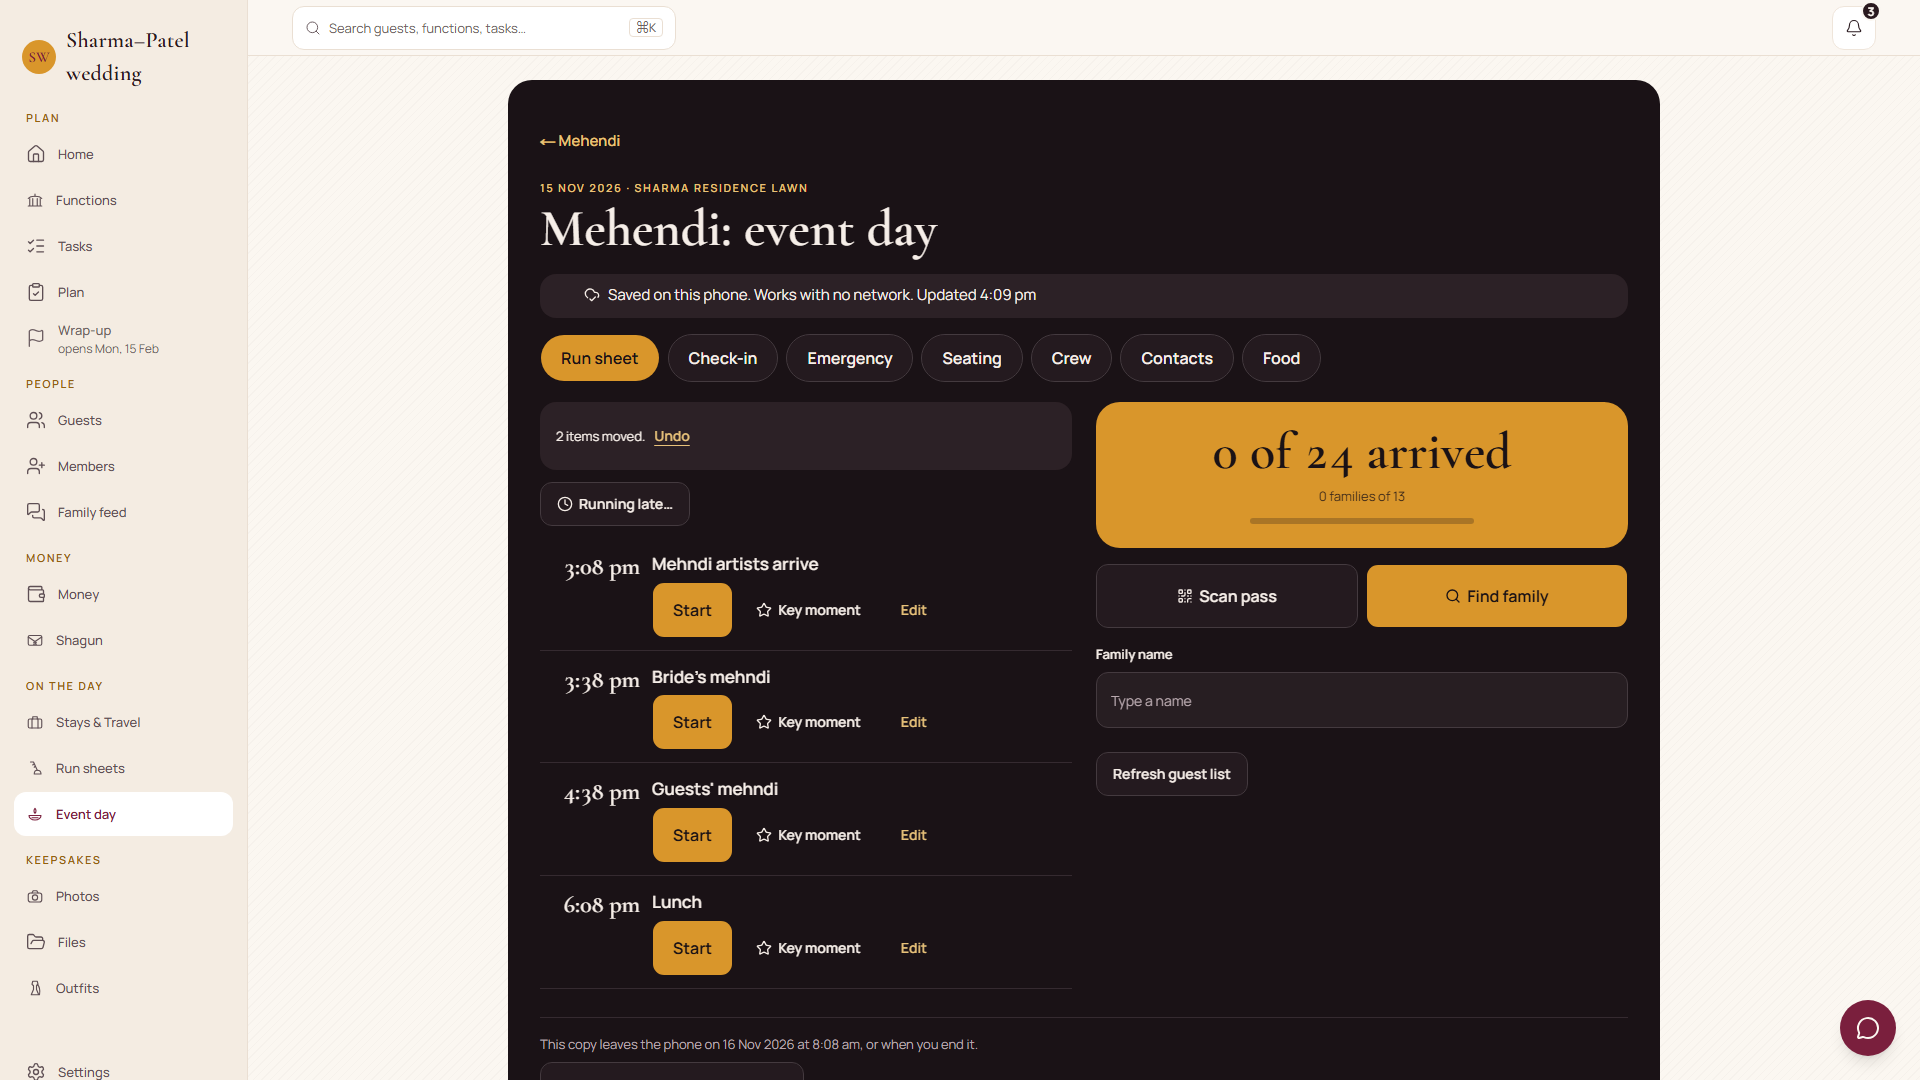 SW
Sharma–Patel
wedding
PLAN
Home
Functions
Tasks
Plan
Wrap-up
opens Mon, 15 Feb
PEOPLE
Guests
Members
Family feed
MONEY
Money
Shagun
ON THE DAY
Stays & Travel
Run sheets
Event day
KEEPSAKES
Photos
Files
Outfits
Settings
Search guests, functions, tasks…
⌘K
3
← Mehendi
15 NOV 2026 · SHARMA RESIDENCE LAWN
Mehendi: event day
Saved on this phone. Works with no network. Updated 4:09 pm
Run sheet
Check-in
Emergency
Seating
Crew
Contacts
Food
2 items moved. Undo
Running late…
3:08 pm Mehndi artists arrive
Start Key moment Edit
3:38 pm Bride's mehndi
Start Key moment Edit
4:38 pm Guests' mehndi
Start Key moment Edit
6:08 pm Lunch
Start Key moment Edit
0 of 24 arrived
0 families of 13
Scan pass
Find family
Family name
Type a name
Refresh guest list
This copy leaves the phone on 16 Nov 2026 at 8:08 am, or when you end it.